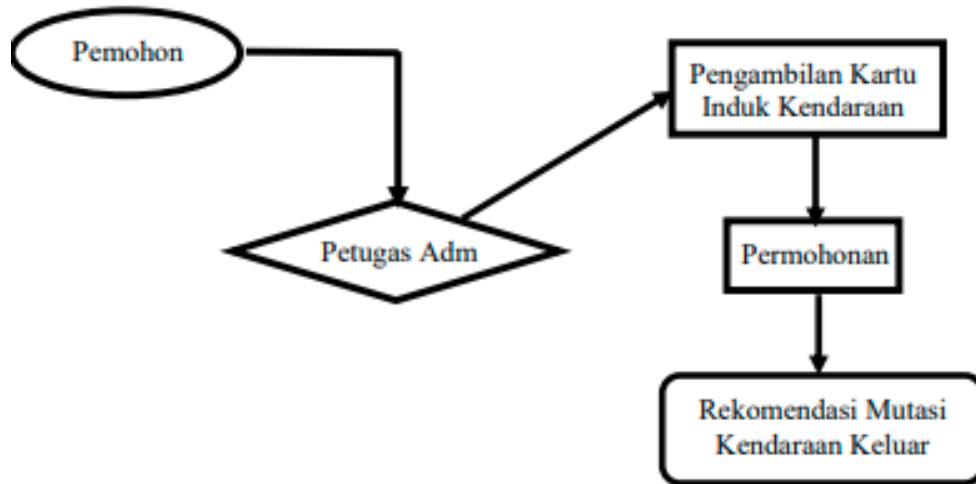 Pemohon
Petugas Adm
Pengambilan Kartu
Induk Kendaraan
Permohonan
Rekomendasi Mutasi
Kendaraan Keluar